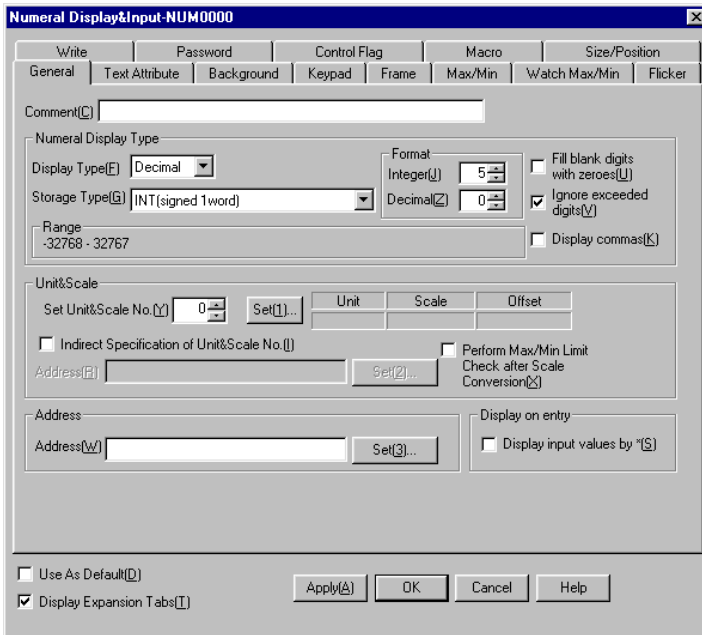 Numeral Display&Input-NUM0000
Write Password Control Flag Macro Size/Position
General Text Attribute Background Keypad Frame Max/Min Watch Max/Min Flicker
Comment(C)
Numeral Display Type
Display Type(F) Decimal
Storage Type(G) INT(signed 1word)
Format
Integer(J) 5
Decimal(Z) 0
Fill blank digits
with zeroes(U)
Ignore exceeded
digits(V)
Display commas(K)
Range
-32768 - 32767
Unit&Scale
Set Unit&Scale No.(Y) 0 Set(1)... Unit Scale Offset
Indirect Specification of Unit&Scale No.(I)
Address(R) Set(2)...
Perform Max/Min Limit
Check after Scale
Conversion(X)
Address
Address(W) Set(3)...
Display on entry
Display input values by *(S)
Use As Default(D)
Display Expansion Tabs(T)
Apply(A) OK Cancel Help